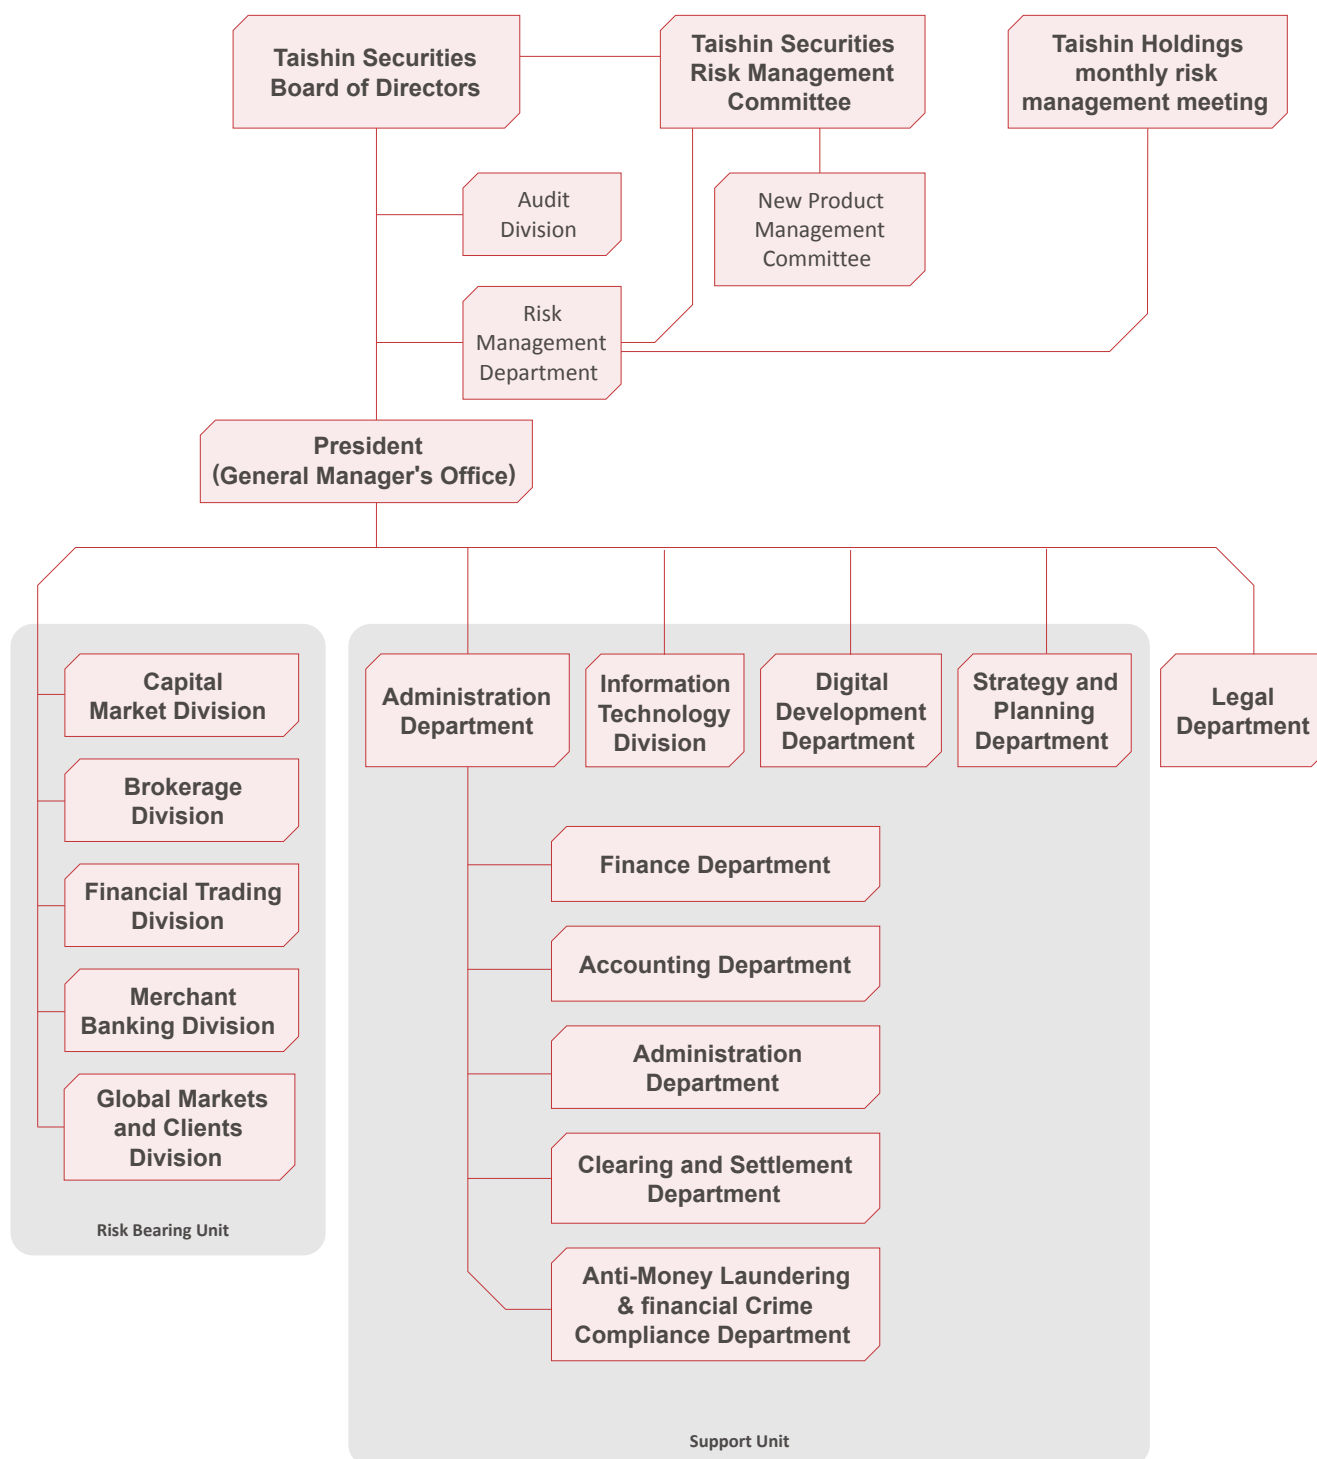 Taishin Securities
Board of Directors
Taishin Securities
Risk Management
Committee
Taishin Holdings
monthly risk
management meeting
Audit
Division
New Product
Management
Committee
Risk
Management
Department
President
(General Manager's Office)
Capital
Market Division
Brokerage
Division
Financial Trading
Division
Merchant
Banking Division
Global Markets
and Clients
Division
Risk Bearing Unit
Administration
Department
Information
Technology
Division
Digital
Development
Department
Strategy and
Planning
Department
Legal
Department
Finance Department
Accounting Department
Administration
Department
Clearing and Settlement
Department
Anti-Money Laundering
& financial Crime
Compliance Department
Support Unit